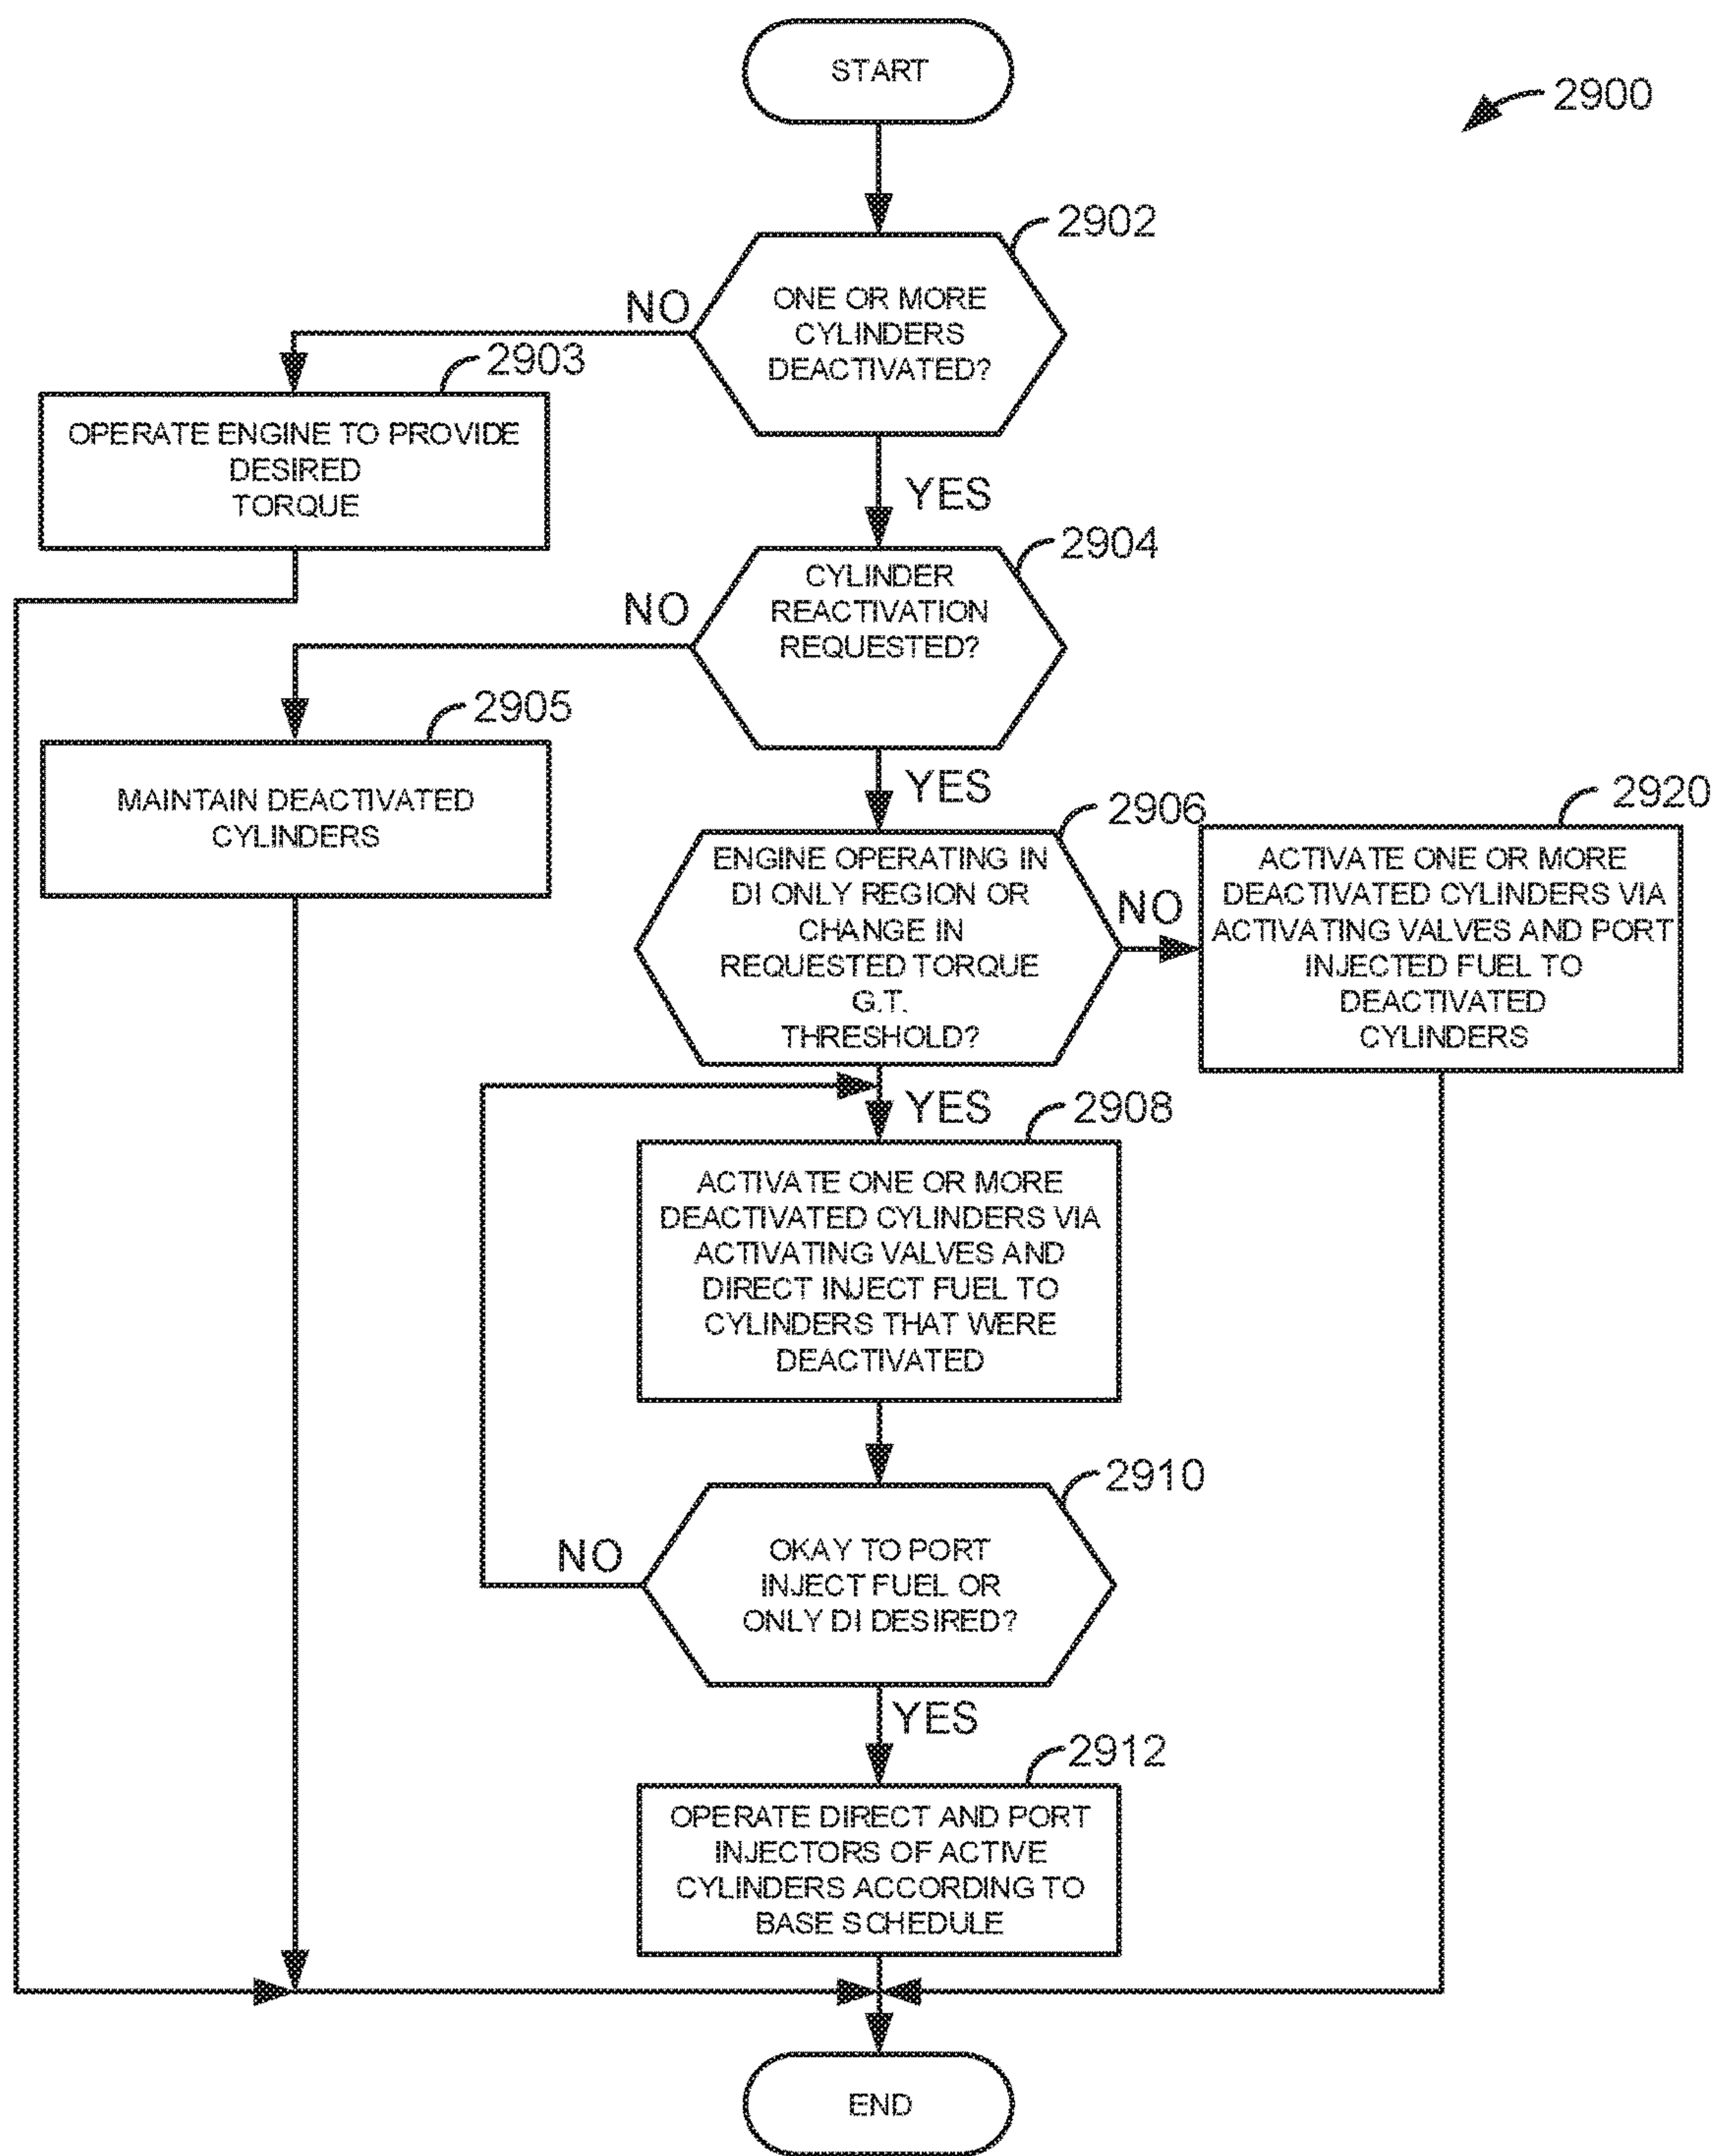 START
2900
2902
ONE OR MORE
CYLINDERS
DEACTIVATED?
NO
2903
OPERATE ENGINE TO PROVIDE
DESIRED
TORQUE
YES
2904
CYLINDER
REACTIVATION
REQUESTED?
NO
2905
MAINTAIN DEACTIVATED
CYLINDERS
YES
2906
ENGINE OPERATING IN
DI ONLY REGION OR
CHANGE IN
REQUESTED TORQUE
G.T.
THRESHOLD?
NO
2920
ACTIVATE ONE OR MORE
DEACTIVATED CYLINDERS VIA
ACTIVATING VALVES AND PORT
INJECTED FUEL TO
DEACTIVATED
CYLINDERS
YES
2908
ACTIVATE ONE OR MORE
DEACTIVATED CYLINDERS VIA
ACTIVATING VALVES AND
DIRECT INJECT FUEL TO
CYLINDERS THAT WERE
DEACTIVATED
2910
OKAY TO PORT
INJECT FUEL OR
ONLY DI DESIRED?
NO
YES
2912
OPERATE DIRECT AND PORT
INJECTORS OF ACTIVE
CYLINDERS ACCORDING TO
BASE SCHEDULE
END